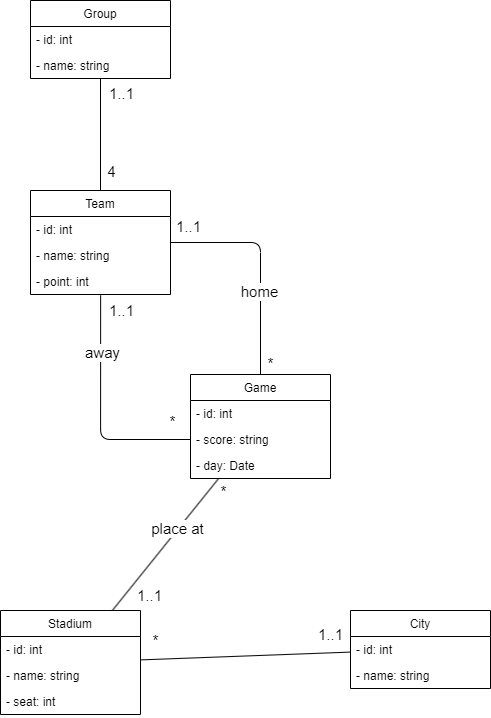 Group
- id: int
- name: string
1..1
4
Team
- id: int
- name: string
- point: int
1..1
1..1
home
away
*
*
Game
- id: int
- score: string
- day: Date
*
place at
1..1
Stadium
- id: int
- name: string
- seat: int
*
1..1
City
- id: int
- name: string